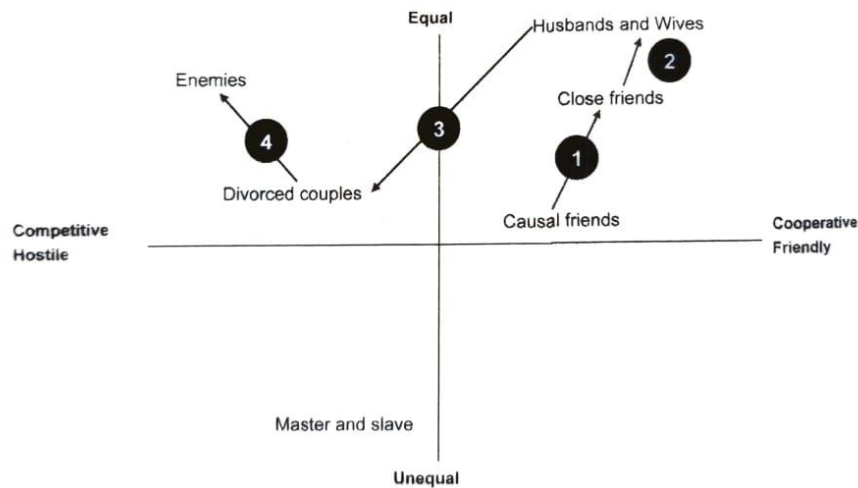 Equal
Husbands and Wives
2
Enemies
Close friends
3
4
1
Divorced couples
Causal friends
Competitive
Hostile
Cooperative
Friendly
Master and slave
Unequal